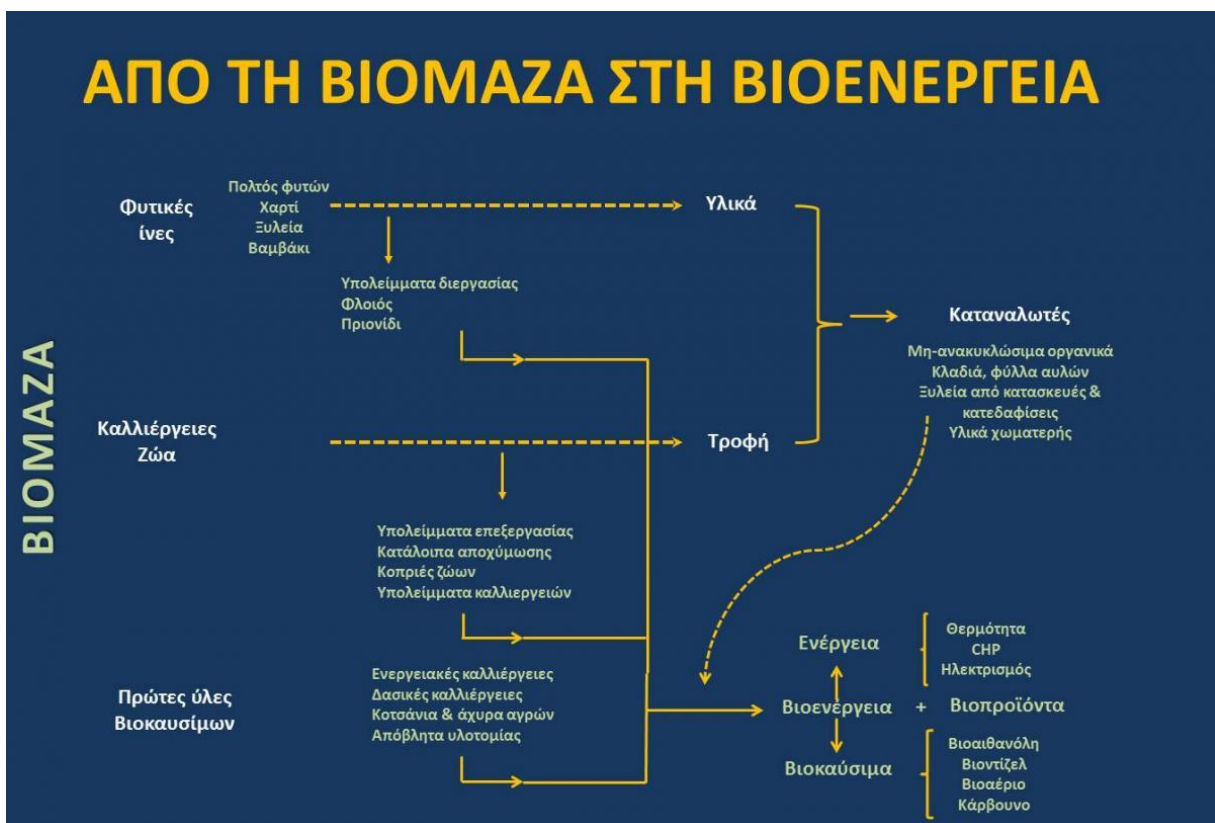 ΑΠΟ ΤΗ ΒΙΟΜΑΖΑ ΣΤΗ ΒΙΟΕΝΕΡΓΕΙΑ
ΒΙΟΜΑΖΑ
Φυτικές
ίνες
Πολτός φυτών
Χαρτί
Ξυλεία
Βαμβάκι
Υλικά
Υπολείμματα διεργασίας
Φλοιός
Πριονίδι
Καταναλωτές
Μη-ανακυκλώσιμα οργανικά
Κλαδιά, φύλλα αυλών
Ξυλεία από κατασκευές &
κατεδαφίσεις
Υλικά χωματερής
Καλλιέργειες
Ζώα
Τροφή
Υπολείμματα επεξεργασίας
Κατάλοιπα αποχύμωσης
Κοπριές ζώων
Υπολείμματα καλλιεργειών
Πρώτες ύλες
Βιοκαυσίμων
Ενεργειακές καλλιέργειες
Δασικές καλλιέργειες
Κοτσάνια & άχυρα αγρών
Απόβλητα υλοτομίας
Ενέργεια
Θερμότητα
CHP
Ηλεκτρισμός
Βιοενέργεια + Βιοπροϊόντα
Βιοκαύσιμα
Βιοαιθανόλη
Βιοντίζελ
Βιοαέριο
Κάρβουνο